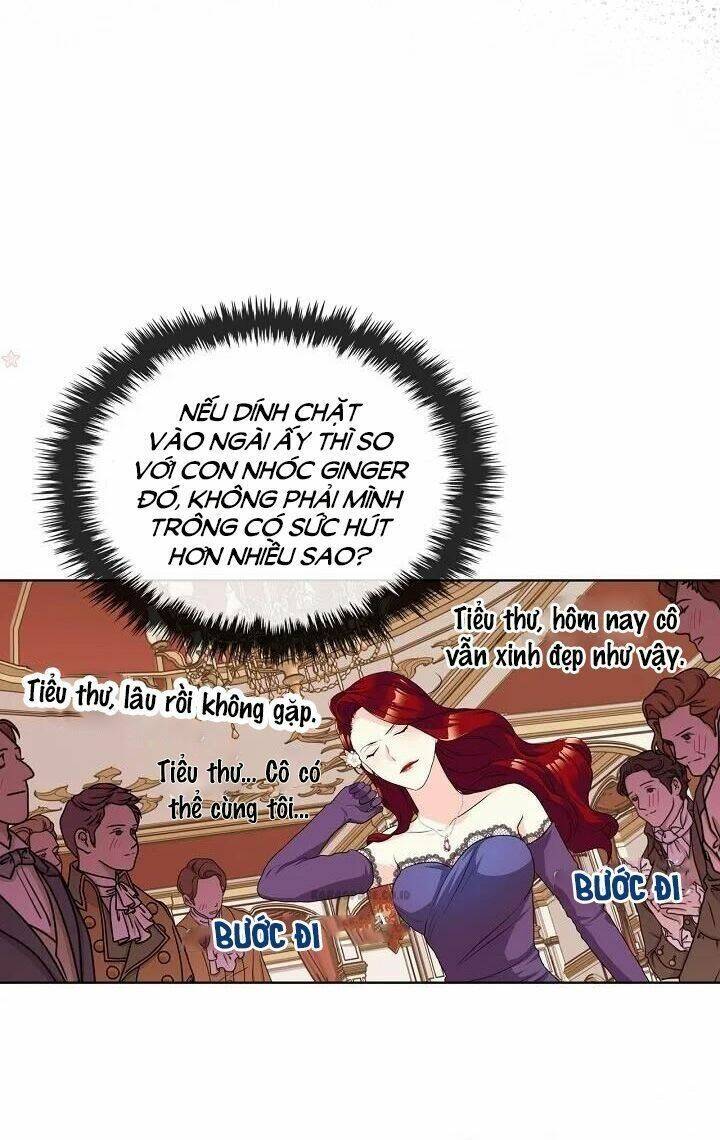 NẾU DÍNH CHẶT
VÀO NGÀI ẤY THÌ SO
VỚI CON NHÓC GINGER
ĐÓ, KHÔNG PHẢI MÌNH
TRÔNG CÓ SỨC HÚT
HƠN NHIỀU SAO?
Tiểu thư, hôm nay cô
vẫn xinh đẹp như vậy.
Tiểu thư, lâu rồi không gặp.
Tiểu thư... Cô có
thể cùng tôi...
BƯỚC ĐI
BƯỚC ĐI